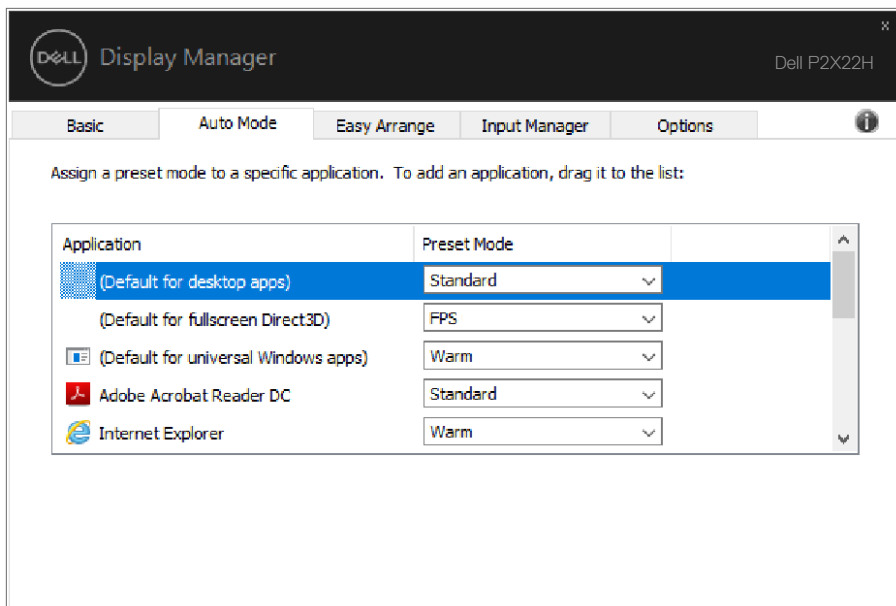 DELL Display Manager
x
Dell P2X22H
Basic Auto Mode Easy Arrange Input Manager Options
Assign a preset mode to a specific application. To add an application, drag it to the list:
Application Preset Mode
(Default for desktop apps) Standard
(Default for fullscreen Direct3D) FPS
(Default for universal Windows apps) Warm
Adobe Acrobat Reader DC Standard
Internet Explorer Warm